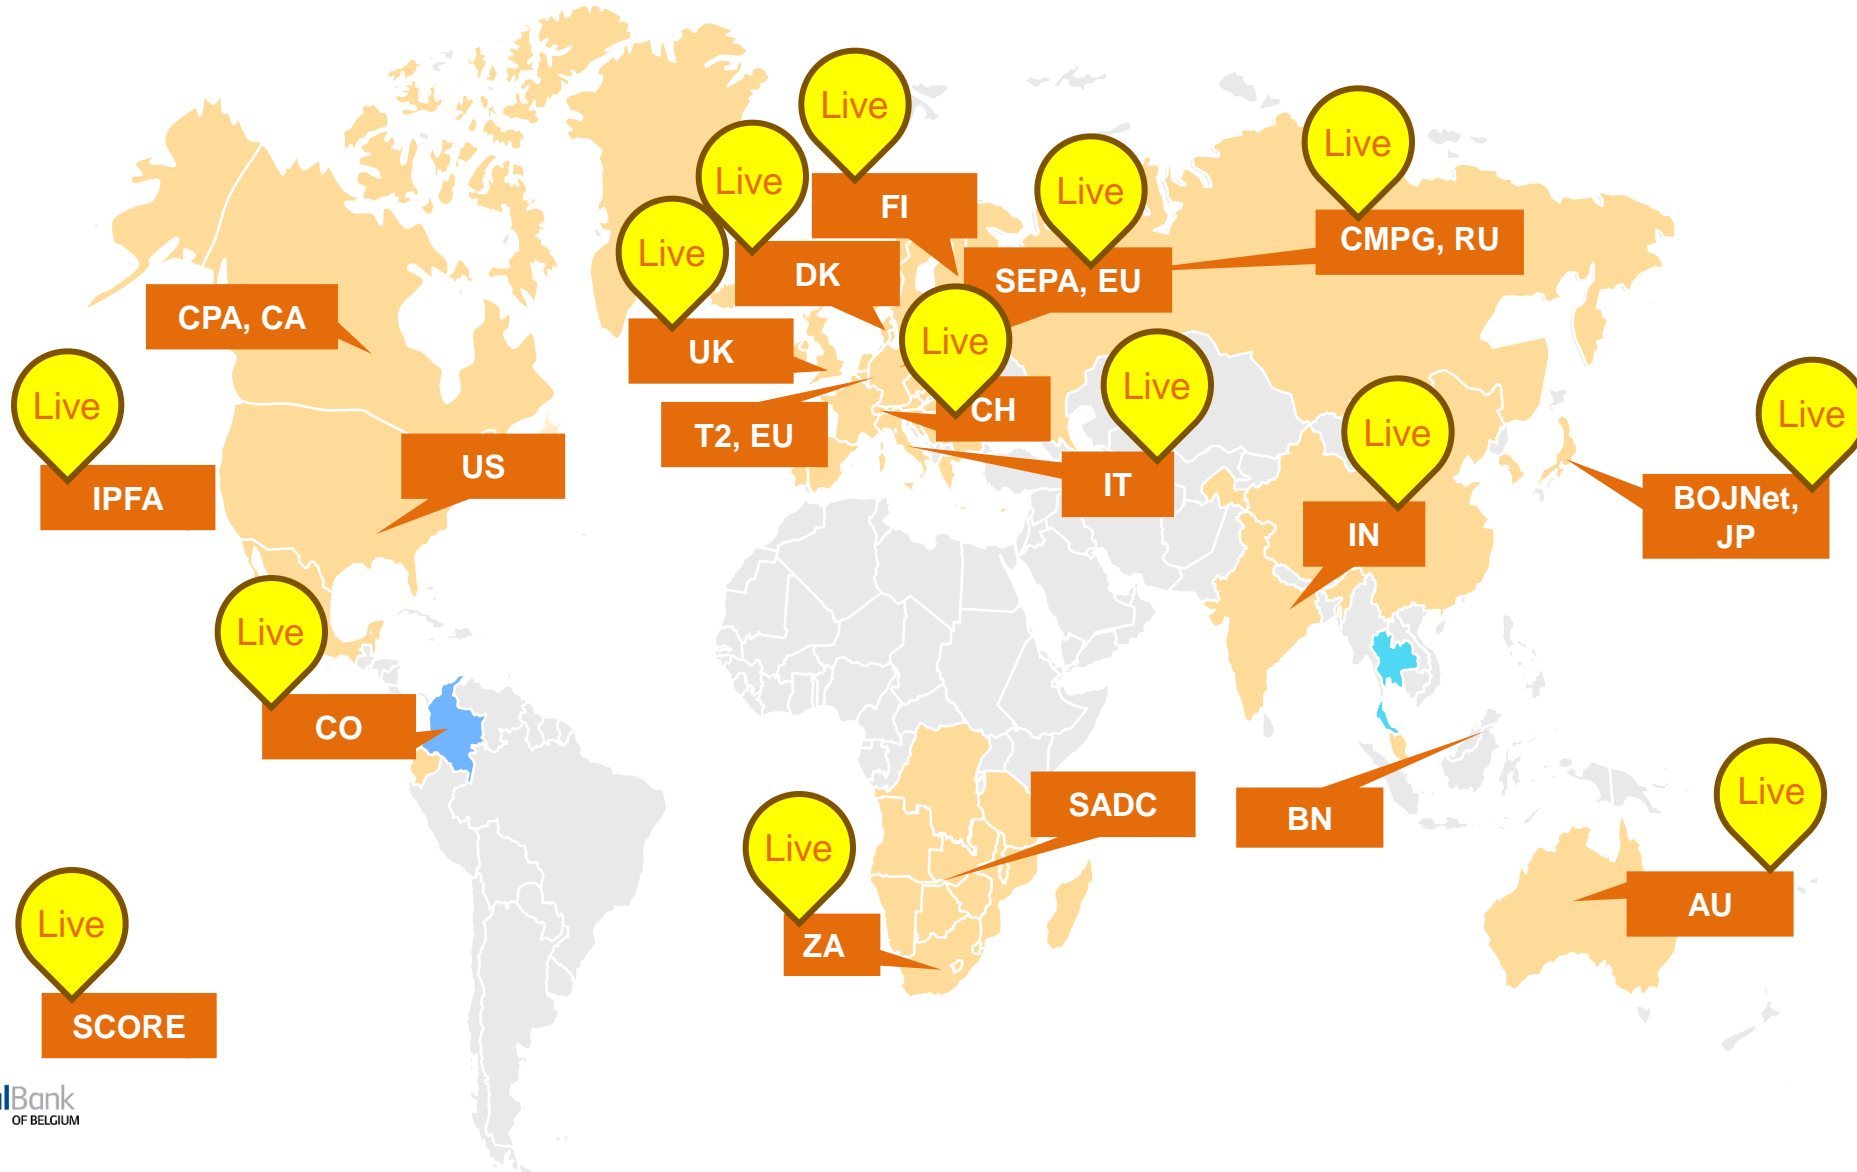 Live
FI
Live
CMPG, RU
Live
DK
Live
SEPA, EU
Live
UK
CPA, CA
Live
CH
T2, EU
Live
IT
Live
IPFA
US
Live
IN
Live
BOJNet,
JP
Live
CO
SADC
BN
Live
ZA
Live
AU
Live
SCORE
Bank
OF BELGIUM